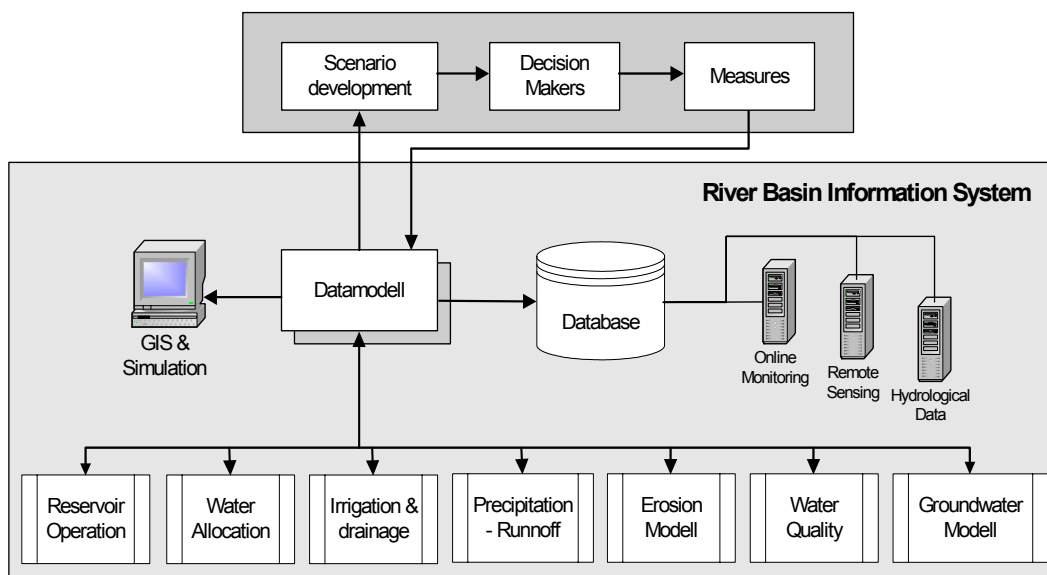 Scenario
development
Decision
Makers
Measures
River Basin Information System
Datamodell
Database
GIS &
Simulation
Online
Monitoring
Remote
Sensing
Hydrological
Data
Reservoir
Operation
Water
Allocation
Irrigation &
drainage
Precipitation
- Runnoff
Erosion
Modell
Water
Quality
Groundwater
Modell